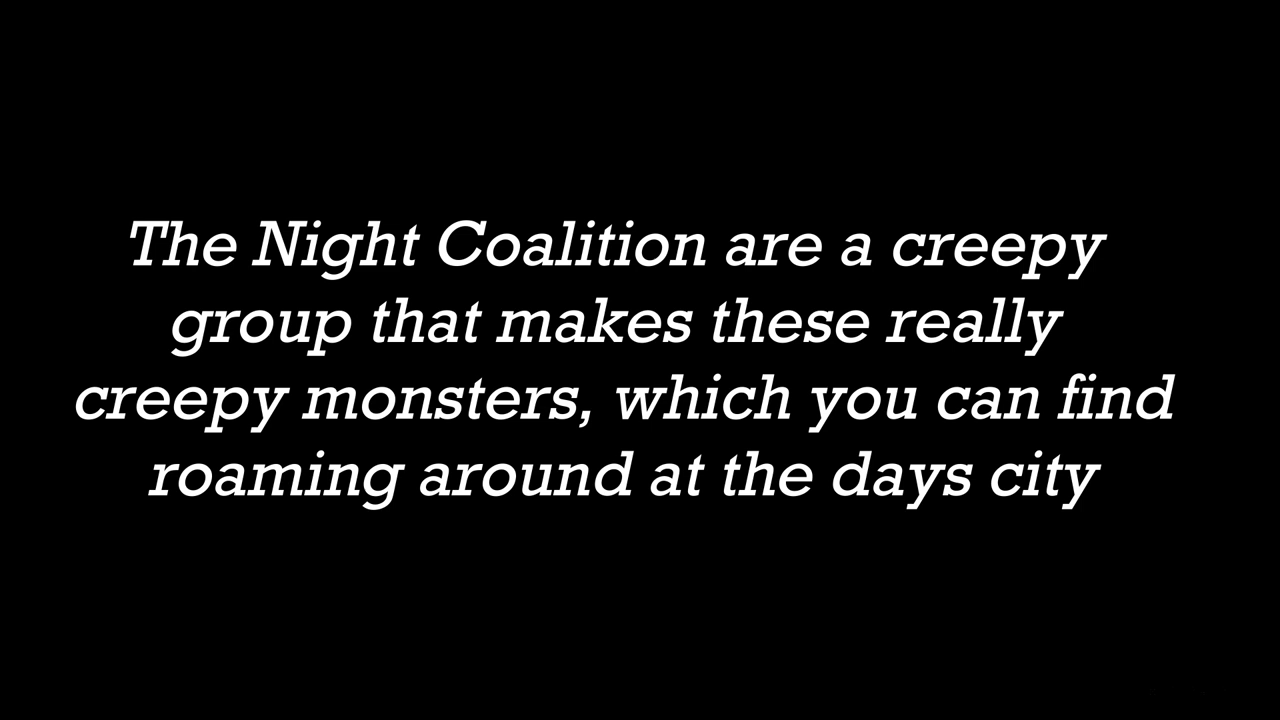 The Night Coalition are a creepy
group that makes these really
creepy monsters, which you can find
roaming around at the days city